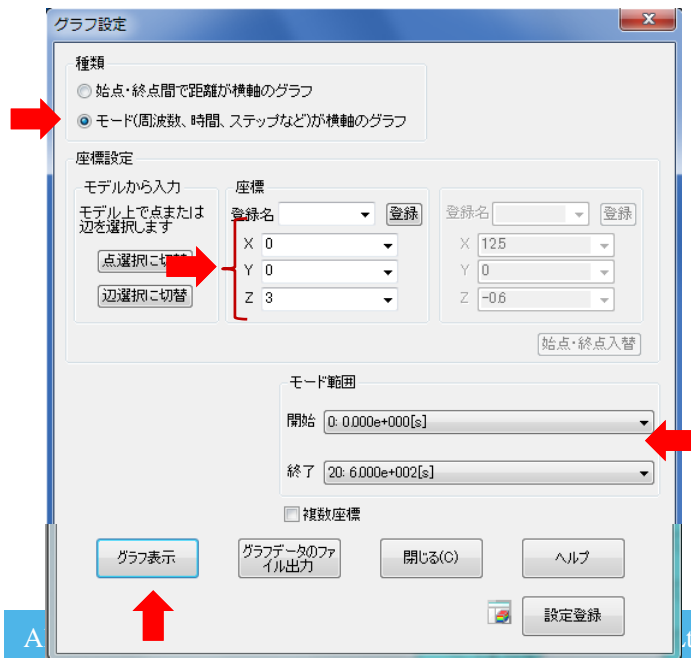 グラフ設定
種類
始点・終点間で距離が横軸のグラフ
モード(周波数、時間、ステップなど)が横軸のグラフ
座標設定
モデルから入力
モデル上で点または
辺を選択します
点選択に切替
辺選択に切替
座標
登録名
登録
X 0
Y 0
Z 3
登録名
登録
X 12.5
Y 0
Z -0.6
始点・終点入替
モード範囲
開始 0: 0.000e+000[s]
終了 20: 6.000e+002[s]
複数座標
グラフ表示
グラフデータのファ
イル出力
閉じる(C)
ヘルプ
設定登録
A